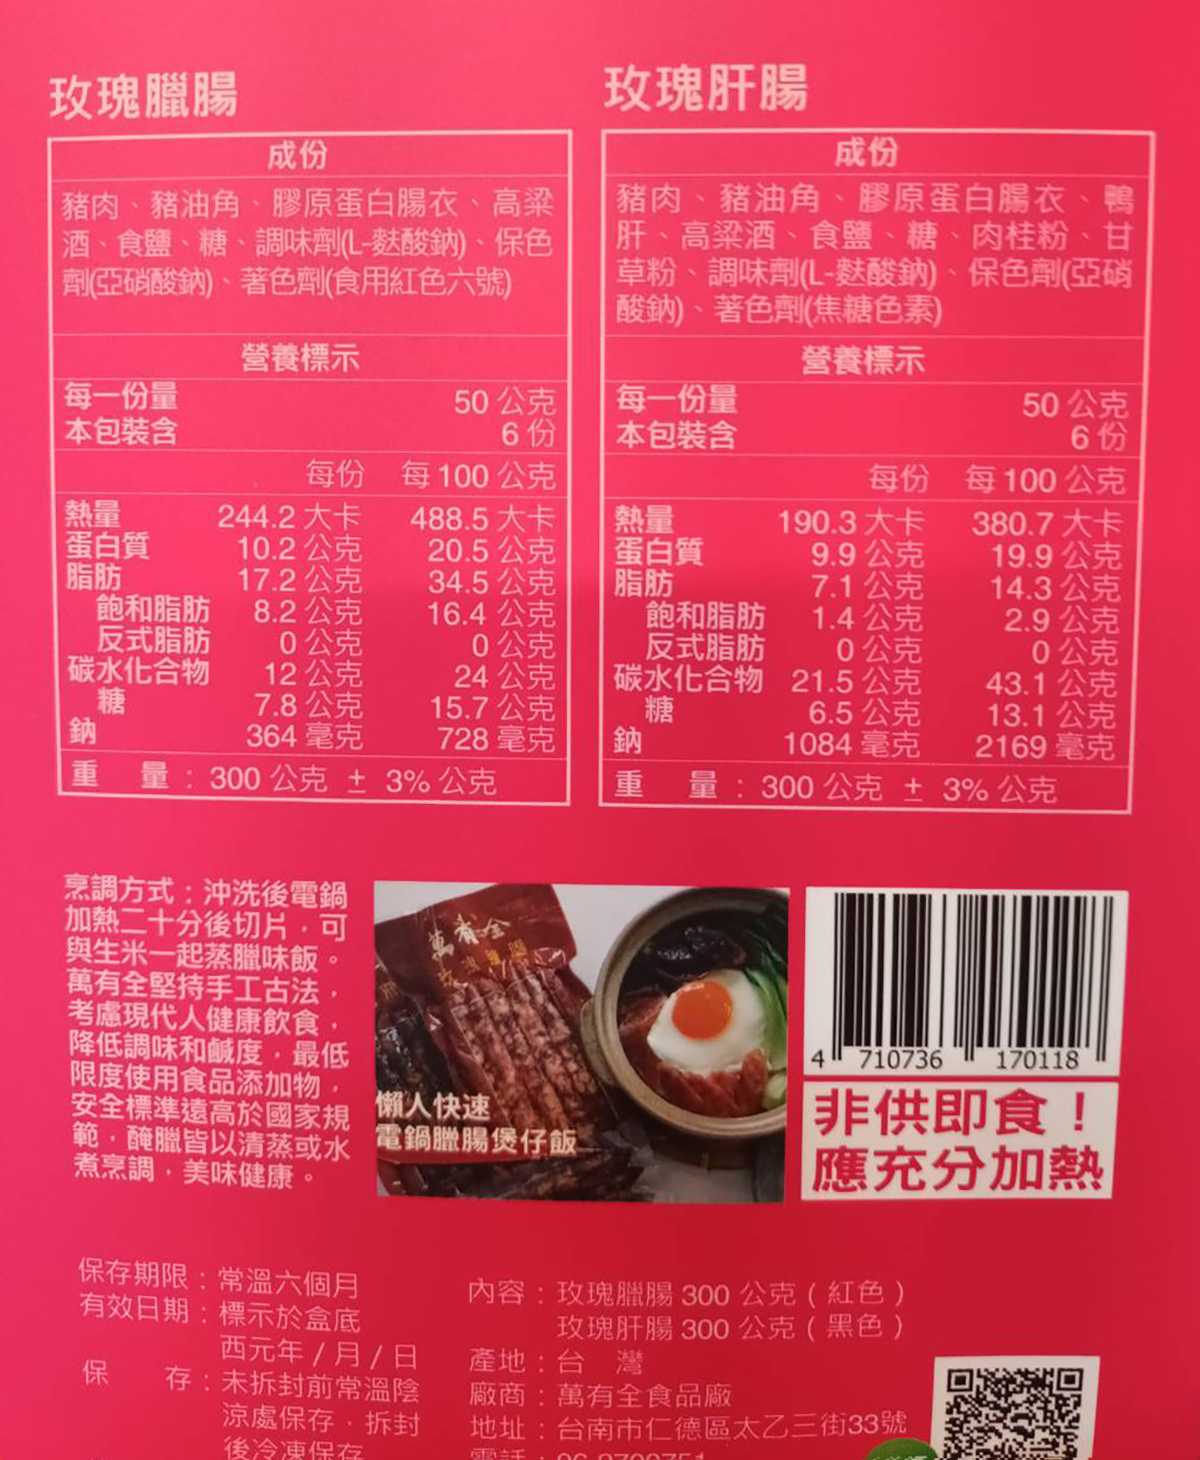 玫瑰臘腸
成份
豬肉、豬油角、膠原蛋白腸衣、高粱
酒、食鹽、糖、調味劑(L-麩酸鈉)、保色
劑(亞硝酸鈉)、著色劑(食用紅色六號)
營養標示
每一份量 50 公克
本包裝含 6 份
每份 每 100 公克
熱量 244.2 大卡 488.5 大卡
蛋白質 10.2 公克 20.5 公克
脂肪 17.2 公克 34.5 公克
飽和脂肪 8.2 公克 16.4 公克
反式脂肪 0 公克 0 公克
碳水化合物 12 公克 24 公克
糖 7.8 公克 15.7 公克
鈉 364 毫克 728 毫克
重 量：300 公克 ± 3% 公克
玫瑰肝腸
成份
豬肉、豬油角、膠原蛋白腸衣、鴨
肝、高粱酒、食鹽、糖、肉桂粉、甘
草粉、調味劑(L-麩酸鈉)、保色劑(亞硝
酸鈉)、著色劑(焦糖色素)
營養標示
每一份量 50 公克
本包裝含 6 份
每份 每 100 公克
熱量 190.3 大卡 380.7 大卡
蛋白質 9.9 公克 19.9 公克
脂肪 7.1 公克 14.3 公克
飽和脂肪 1.4 公克 2.9 公克
反式脂肪 0 公克 0 公克
碳水化合物 21.5 公克 43.1 公克
糖 6.5 公克 13.1 公克
鈉 1084 毫克 2169 毫克
重 量：300 公克 ± 3% 公克
烹調方式：沖洗後電鍋
加熱二十分後切片，可
與生米一起蒸臘味飯。
萬有全堅持手工古法，
考慮現代人健康飲食，
降低調味和鹹度，最低
限度使用食品添加物，
安全標準遠高於國家規
範，醃臘皆以清蒸或水
煮烹調，美味健康。
萬有全
懶人快速
電鍋臘腸煲仔飯
4 710736 170118
非供即食！
應充分加熱
保存期限：常溫六個月
有效日期：標示於盒底
西元年 / 月 / 日
保 存：未拆封前常溫陰
涼處保存，拆封
後冷凍保存
內容：玫瑰臘腸 300 公克（紅色）
玫瑰肝腸 300 公克（黑色）
產地：台 灣
廠商：萬有全食品廠
地址：台南市仁德區太乙三街33號
電話：